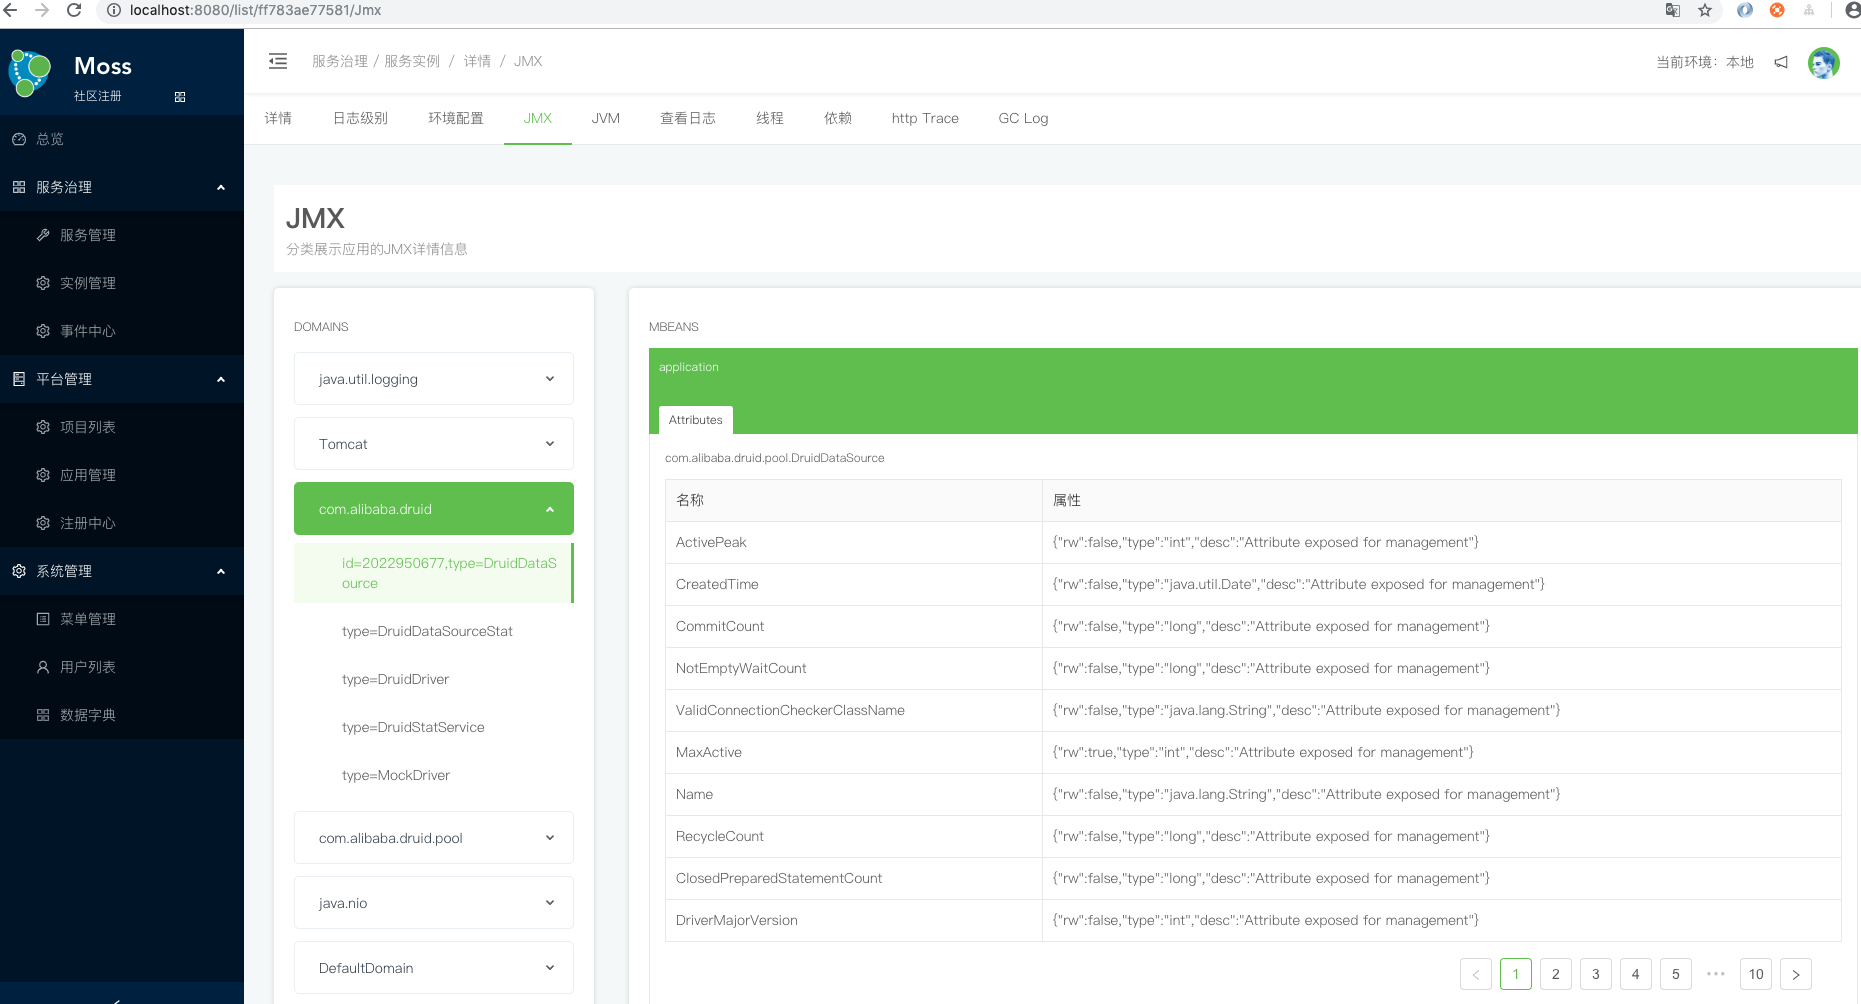 localhost:8080/list/ff783ae77581/Jmx
Moss
社区注册
总览
服务治理
服务管理
实例管理
事件中心
平台管理
项目列表
应用管理
注册中心
系统管理
菜单管理
用户列表
数据字典
服务治理 / 服务实例 / 详情 / JMX
当前环境：本地
详情 日志级别 环境配置 JMX JVM 查看日志 线程 依赖 http Trace GC Log
JMX
分类展示应用的JMX详情信息
DOMAINS
java.util.logging
Tomcat
com.alibaba.druid
id=2022950677,type=DruidDataS
ource
type=DruidDataSourceStat
type=DruidDriver
type=DruidStatService
type=MockDriver
com.alibaba.druid.pool
java.nio
DefaultDomain
MBEANS
application
Attributes
com.alibaba.druid.pool.DruidDataSource
名称 属性
ActivePeak {"rw":false,"type":"int","desc":"Attribute exposed for management"}
CreatedTime {"rw":false,"type":"java.util.Date","desc":"Attribute exposed for management"}
CommitCount {"rw":false,"type":"long","desc":"Attribute exposed for management"}
NotEmptyWaitCount {"rw":false,"type":"long","desc":"Attribute exposed for management"}
ValidConnectionCheckerClassName {"rw":false,"type":"java.lang.String","desc":"Attribute exposed for management"}
MaxActive {"rw":true,"type":"int","desc":"Attribute exposed for management"}
Name {"rw":false,"type":"java.lang.String","desc":"Attribute exposed for management"}
RecycleCount {"rw":false,"type":"long","desc":"Attribute exposed for management"}
ClosedPreparedStatementCount {"rw":false,"type":"long","desc":"Attribute exposed for management"}
DriverMajorVersion {"rw":false,"type":"int","desc":"Attribute exposed for management"}
< 1 2 3 4 5 ••• 10 >